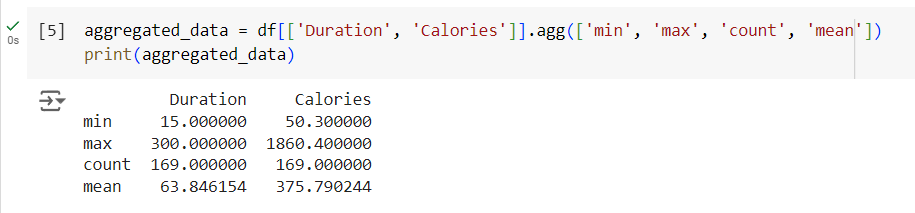 [5] aggregated_data = df[['Duration', 'Calories']].agg(['min', 'max', 'count', 'mean'])
print(aggregated_data)
0s
Duration Calories
min 15.000000 50.300000
max 300.000000 1860.400000
count 169.000000 169.000000
mean 63.846154 375.790244